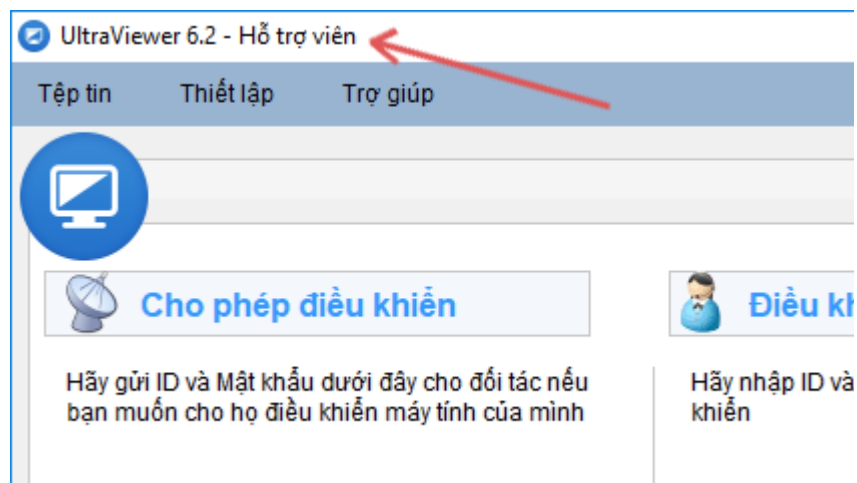 UltraViewer 6.2 - Hỗ trợ viên
Tệp tin Thiết lập Trợ giúp
Cho phép điều khiển
Điều
Hãy gửi ID và Mật khẩu dưới đây cho đối tác nếu
bạn muốn cho họ điều khiển máy tính của mình
Hãy nhập ID và
khiển